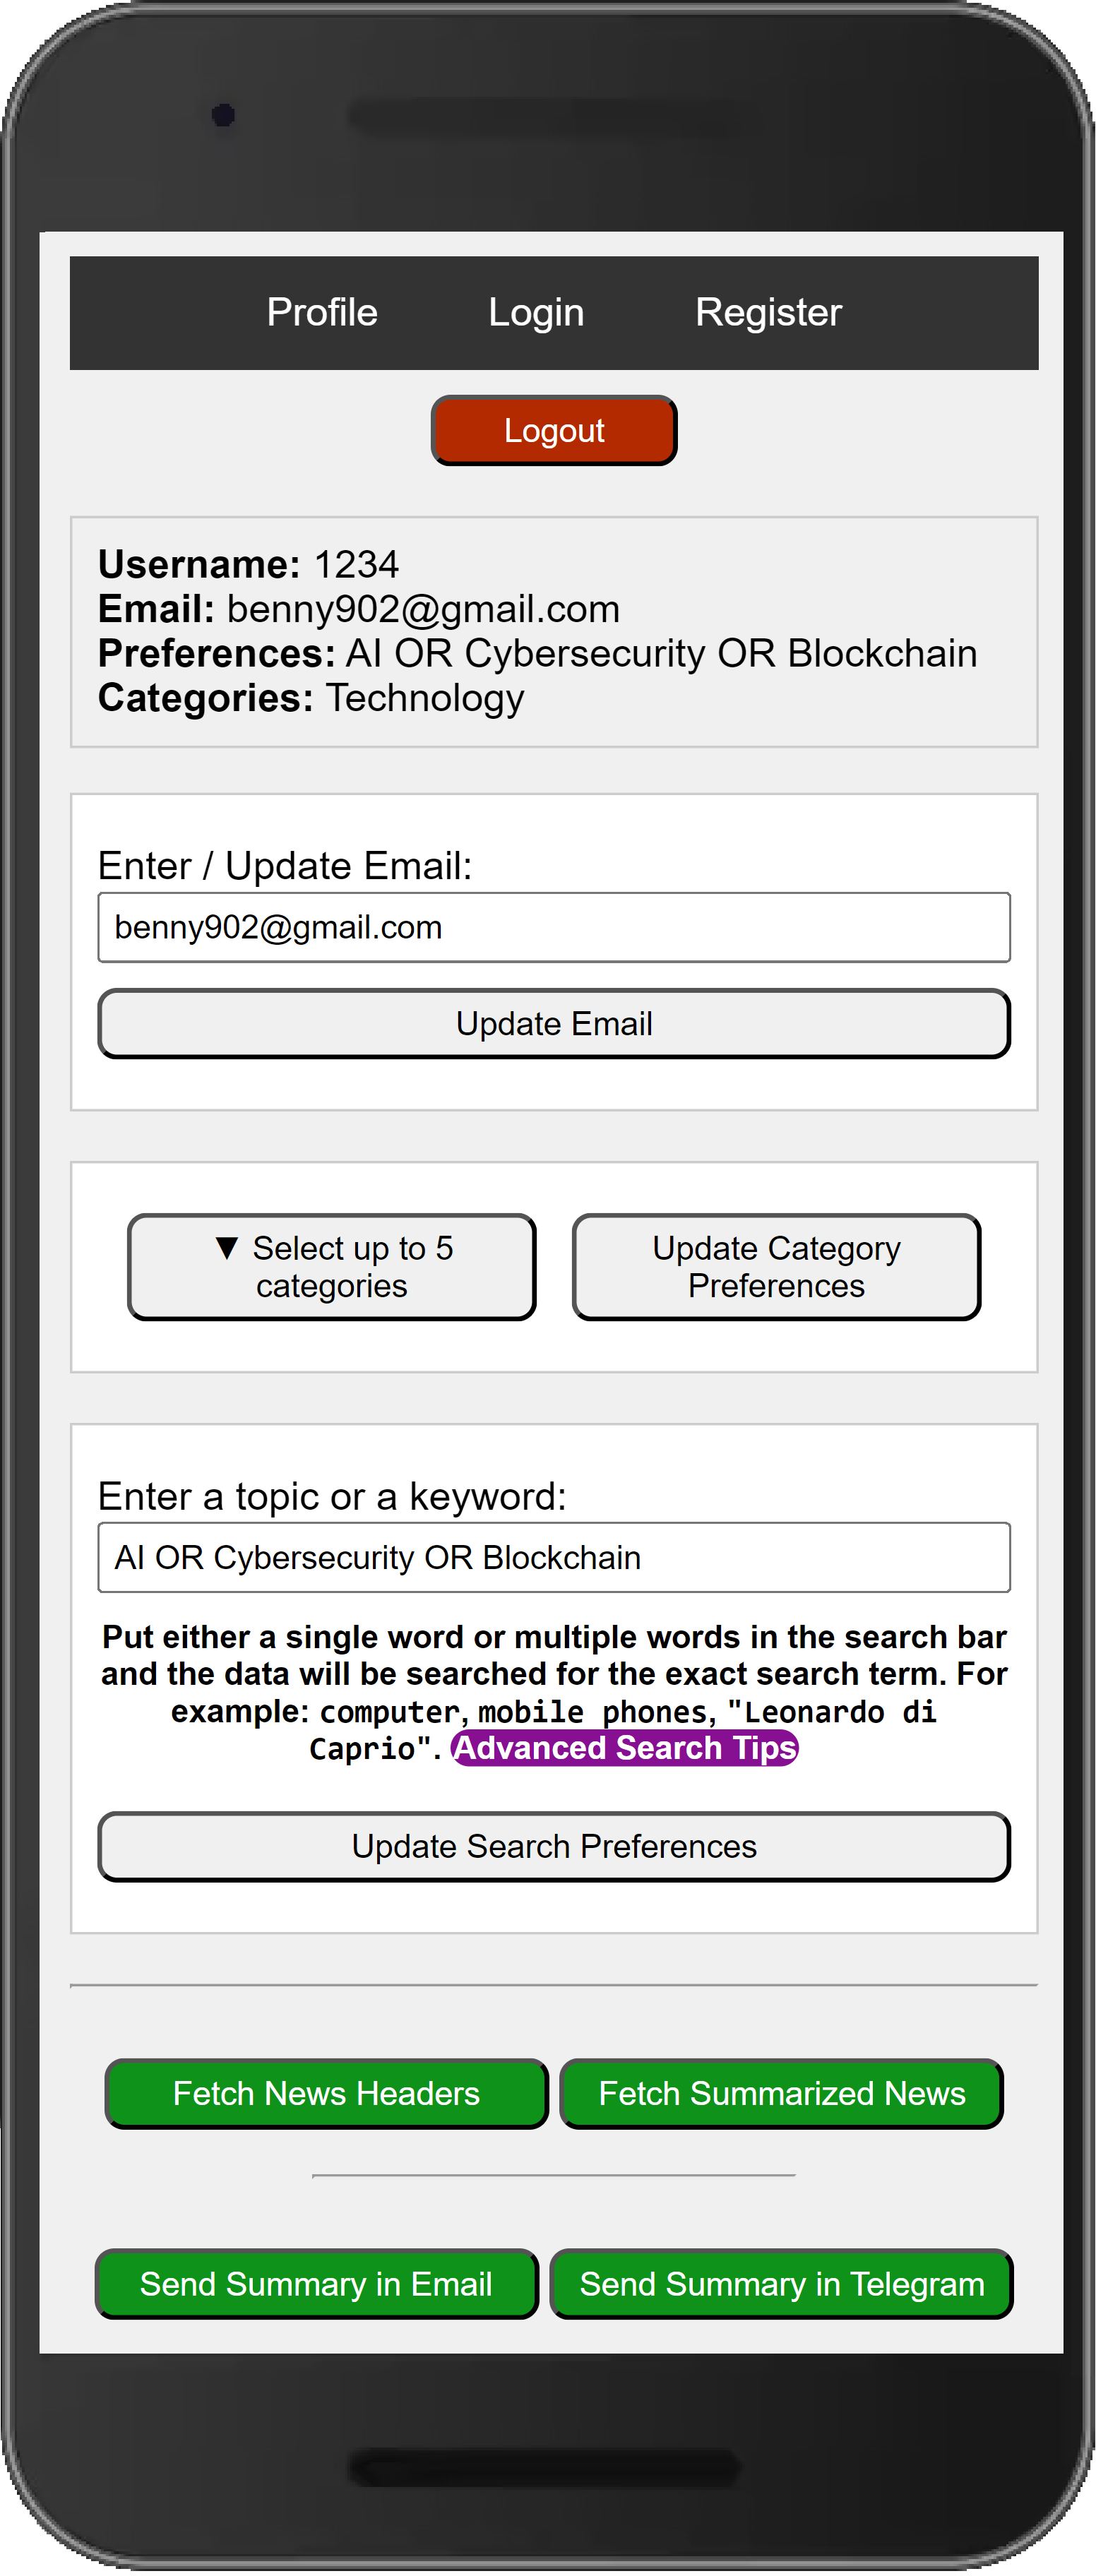 Profile Login Register
Logout
Username: 1234
Email: benny902@gmail.com
Preferences: AI OR Cybersecurity OR Blockchain
Categories: Technology
Enter / Update Email:
benny902@gmail.com
Update Email
▼ Select up to 5
categories
Update Category
Preferences
Enter a topic or a keyword:
AI OR Cybersecurity OR Blockchain
Put either a single word or multiple words in the search bar
and the data will be searched for the exact search term. For
example: computer, mobile phones, "Leonardo di
Caprio". Advanced Search Tips
Update Search Preferences
Fetch News Headers Fetch Summarized News
Send Summary in Email Send Summary in Telegram